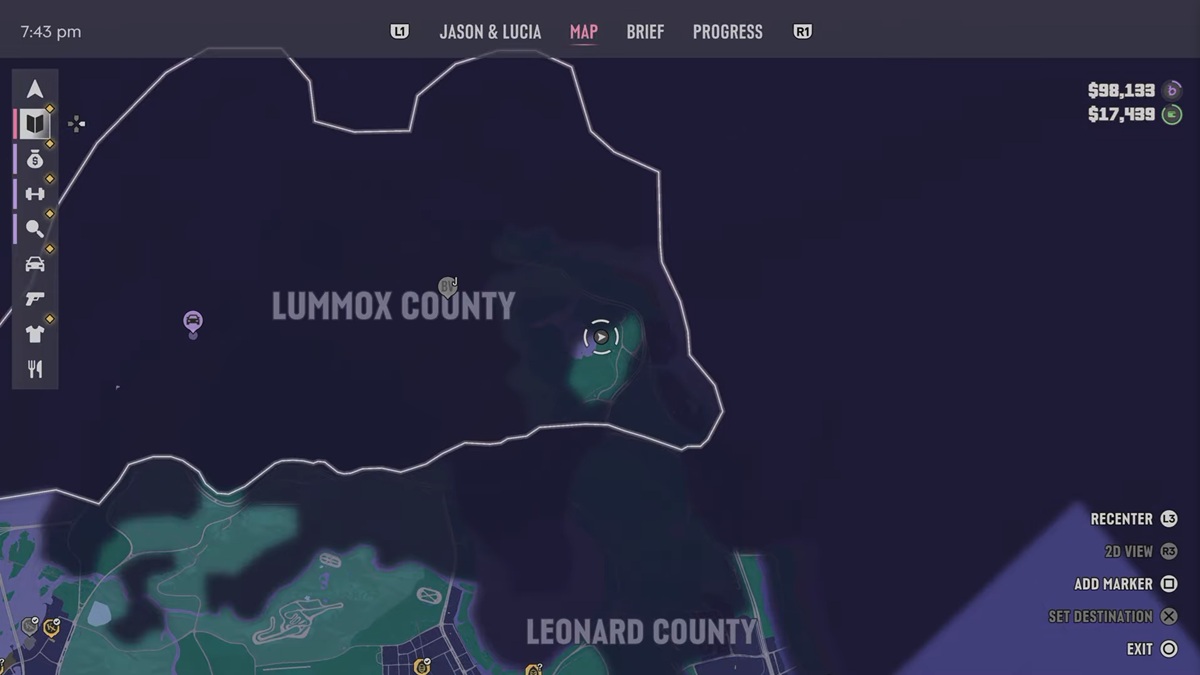 7:43 pm
L1 JASON & LUCIA MAP BRIEF PROGRESS R1
$98,133
$17,439
LUMMOX COUNTY
LEONARD COUNTY
RECENTER L3
2D VIEW R3
ADD MARKER
SET DESTINATION
EXIT